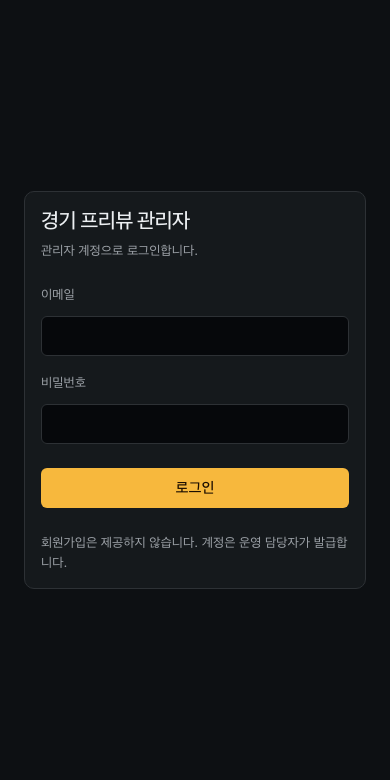 경기 프리뷰 관리자
관리자 계정으로 로그인합니다.
이메일
비밀번호
로그인
회원가입은 제공하지 않습니다. 계정은 운영 담당자가 발급합
니다.